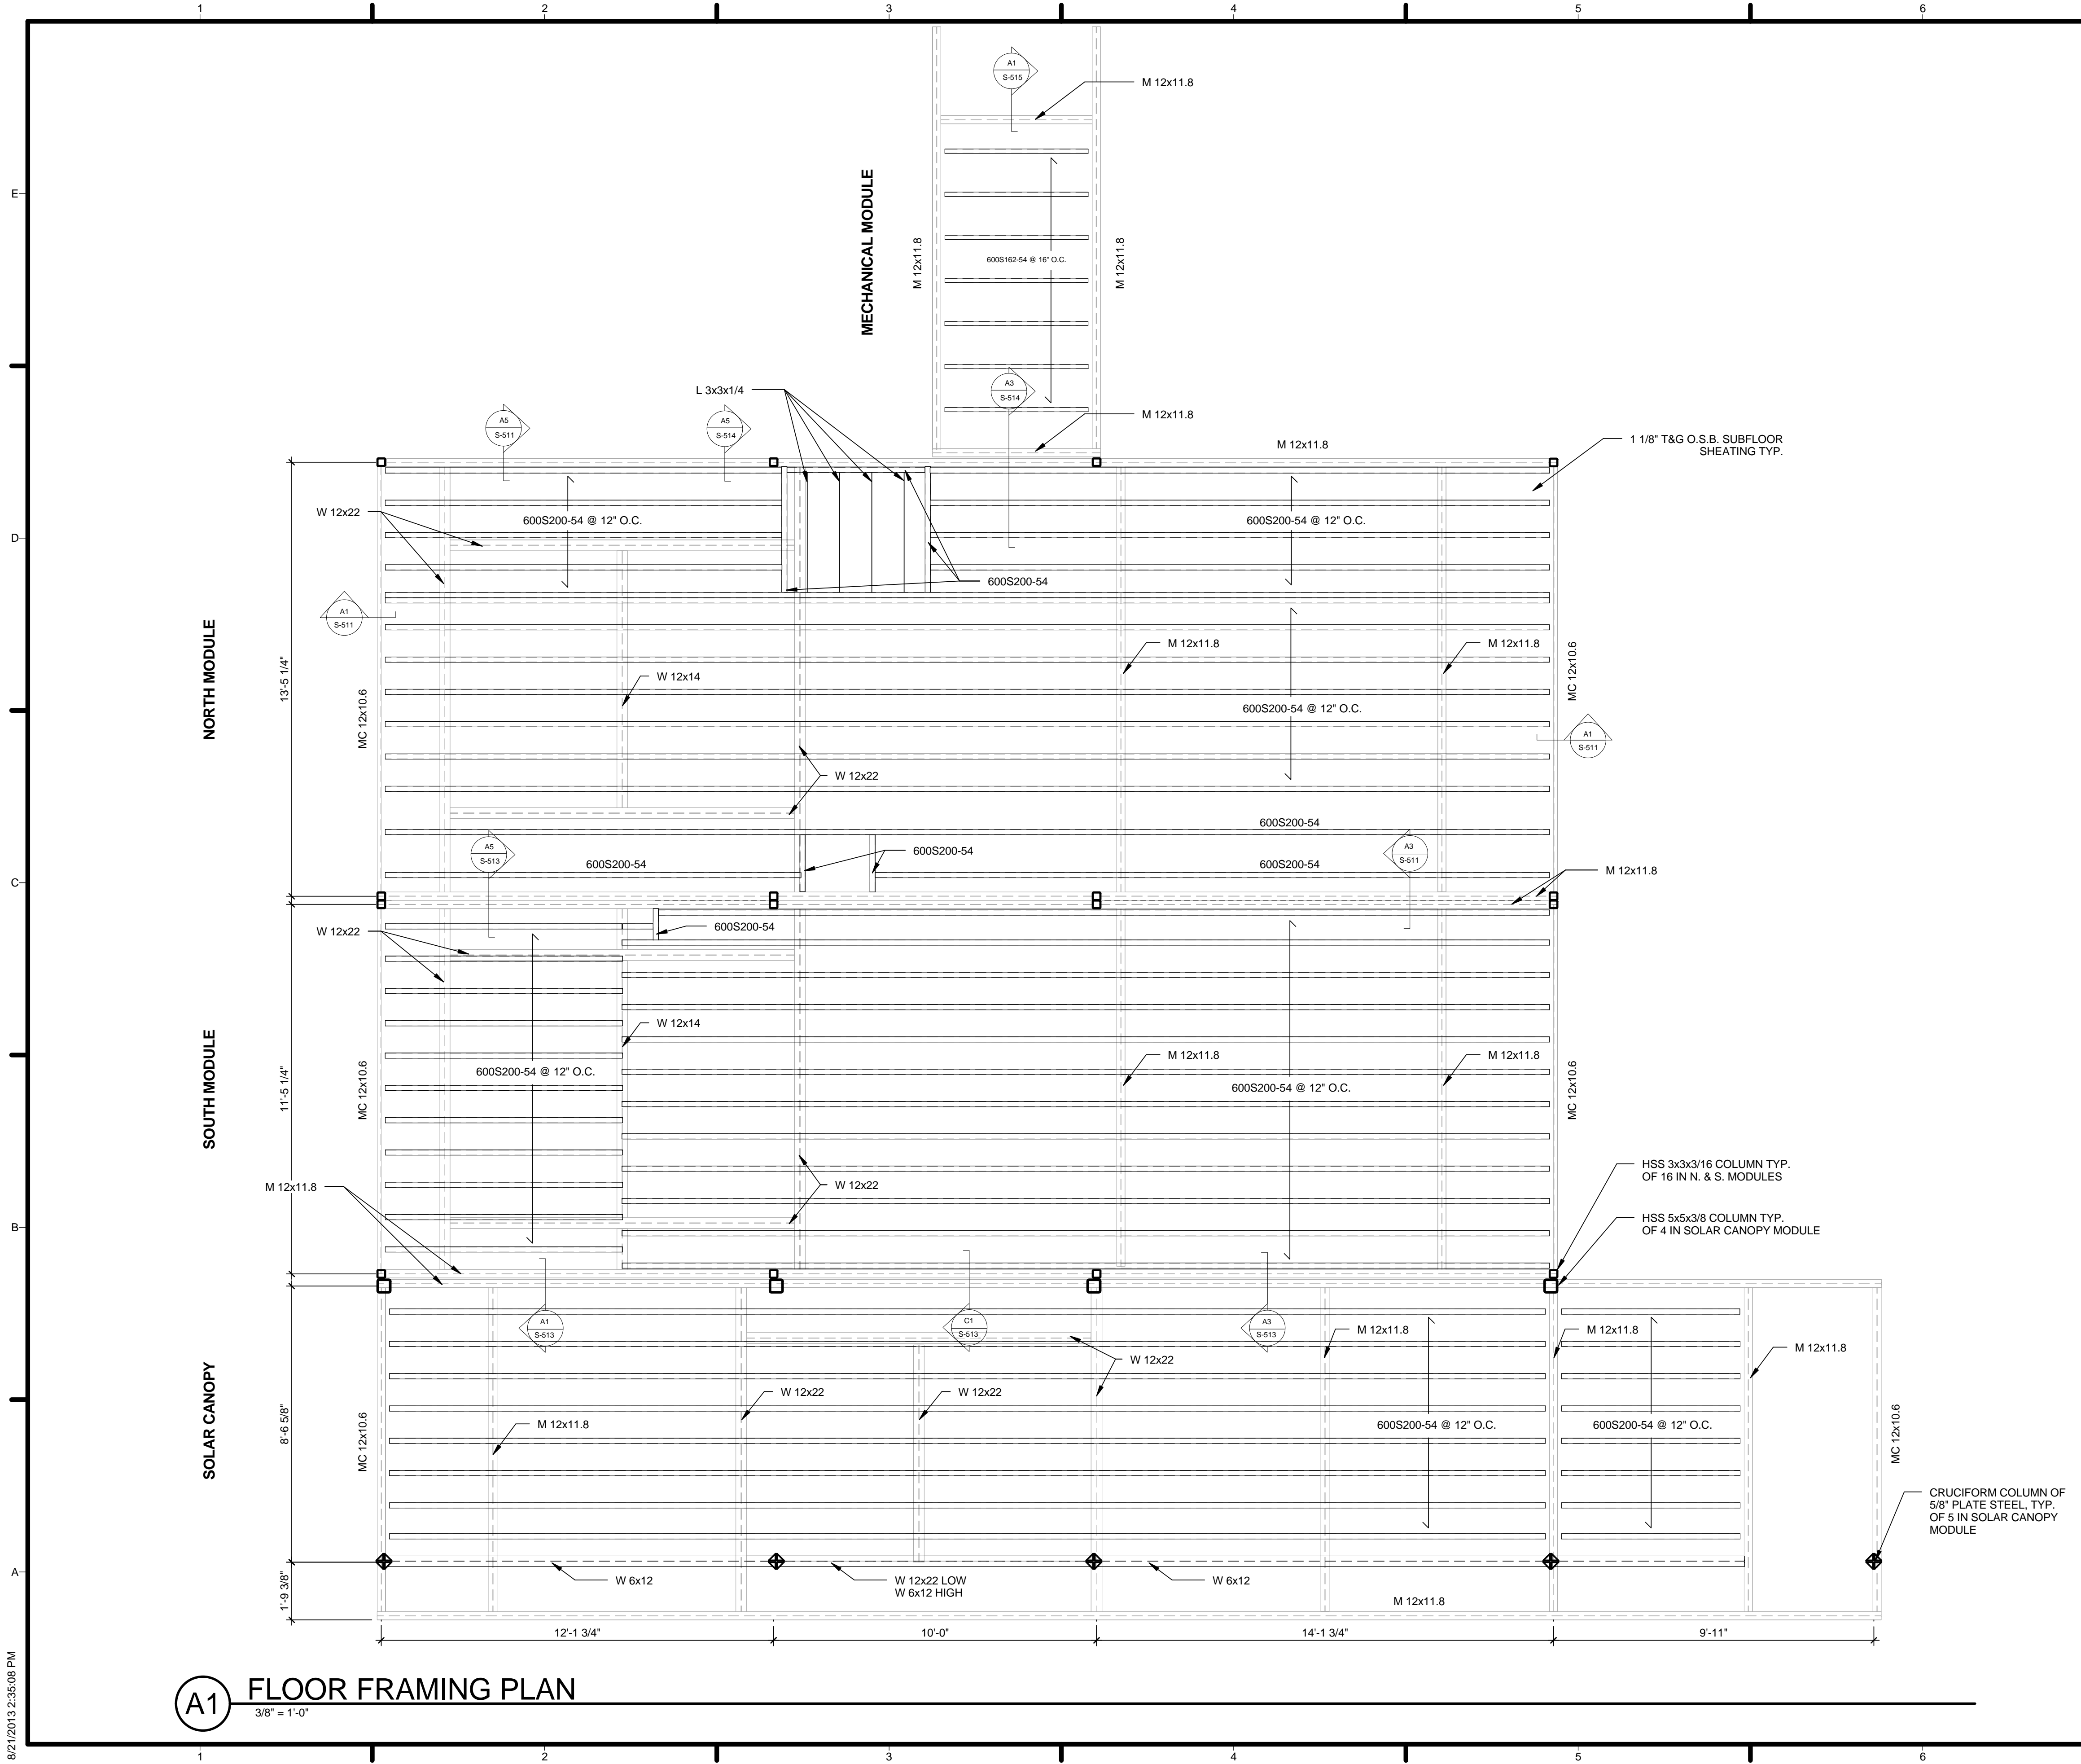 1
2
3
4
5
6
A1
S-515
M 12x11.8
E
MECHANICAL MODULE
M 12x11.8
M 12x11.8
600S162-54 @ 16" O.C.
L 3x3x1/4
A3
S-514
M 12x11.8
A5
S-511
A5
S-514
M 12x11.8
1 1/8" T&G O.S.B. SUBFLOOR
SHEATING TYP.
W 12x22
600S200-54 @ 12" O.C.
600S200-54 @ 12" O.C.
D
600S200-54
A1
S-511
NORTH MODULE
13'-5 1/4"
MC 12x10.6
W 12x14
M 12x11.8
M 12x11.8
MC 12x10.6
600S200-54 @ 12" O.C.
A1
S-511
W 12x22
600S200-54
A5
S-513
600S200-54
600S200-54
600S200-54
A3
S-511
C
M 12x11.8
W 12x22
600S200-54
SOUTH MODULE
11'-5 1/4"
MC 12x10.6
600S200-54 @ 12" O.C.
W 12x14
M 12x11.8
M 12x11.8
600S200-54 @ 12" O.C.
MC 12x10.6
HSS 3x3x3/16 COLUMN TYP.
OF 16 IN N. & S. MODULES
M 12x11.8
W 12x22
HSS 5x5x3/8 COLUMN TYP.
OF 4 IN SOLAR CANOPY MODULE
B
A1
S-513
C1
S-513
A3
S-513
M 12x11.8
M 12x11.8
M 12x11.8
W 12x22
SOLAR CANOPY
8'-6 5/8"
MC 12x10.6
M 12x11.8
W 12x22
W 12x22
600S200-54 @ 12" O.C.
600S200-54 @ 12" O.C.
MC 12x10.6
CRUCIFORM COLUMN OF
5/8" PLATE STEEL, TYP.
OF 5 IN SOLAR CANOPY
MODULE
A
1'-9 3/8"
W 6x12
W 12x22 LOW
W 6x12 HIGH
W 6x12
M 12x11.8
12'-1 3/4"
10'-0"
14'-1 3/4"
9'-11"
A1
FLOOR FRAMING PLAN
3/8" = 1'-0"
8/21/2013 2:35:08 PM
1
2
3
4
5
6